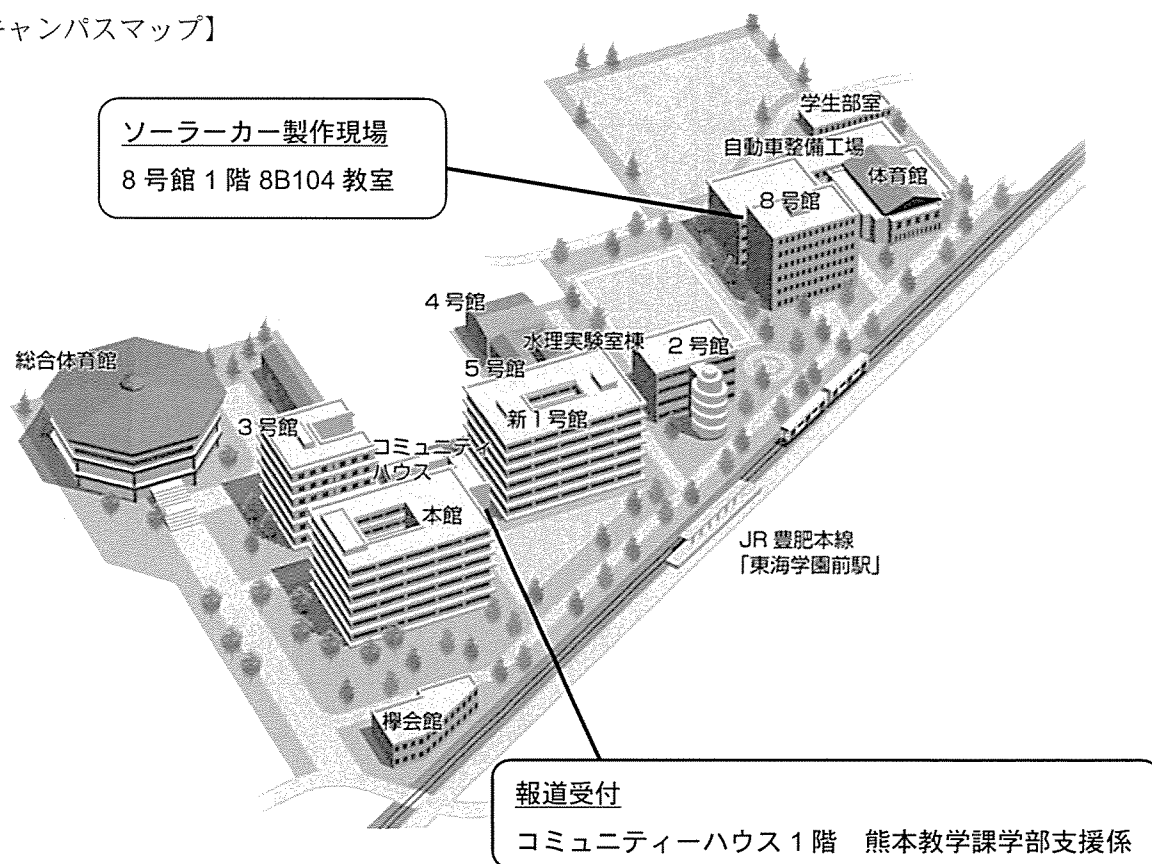 キャンパスマップ】
ソーラーカー製作現場
8号館1階 8B104教室
学生部室
自動車整備工場
体育館
8号館
4号館
水理実験室棟
2号館
総合体育館
5号館
新1号館
3号館
コミュニティ
ハウス
本館
JR豊肥本線
「東海学園前駅」
欅会館
報道受付
コミュニティーハウス1階　熊本教学課学部支援係